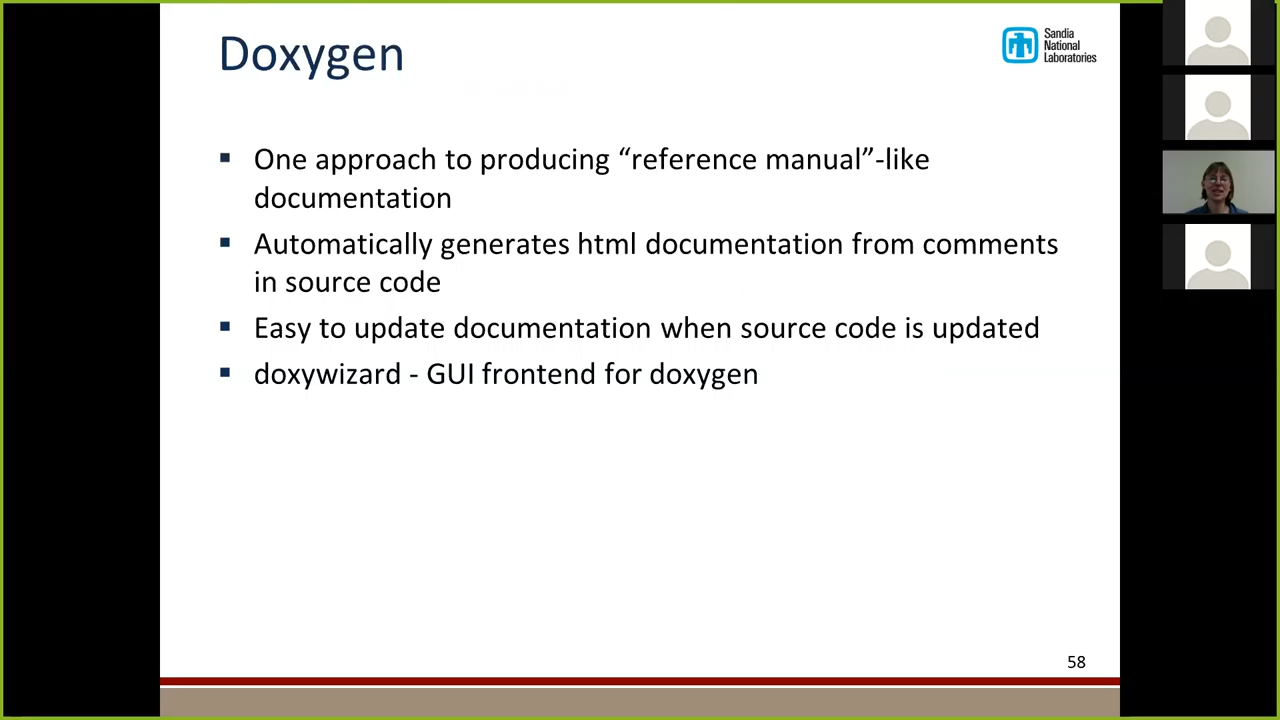 Doxygen
Sandia
National
Laboratories
▪ One approach to producing “reference manual”-like
documentation
▪ Automatically generates html documentation from comments
in source code
▪ Easy to update documentation when source code is updated
▪ doxywizard - GUI frontend for doxygen
58